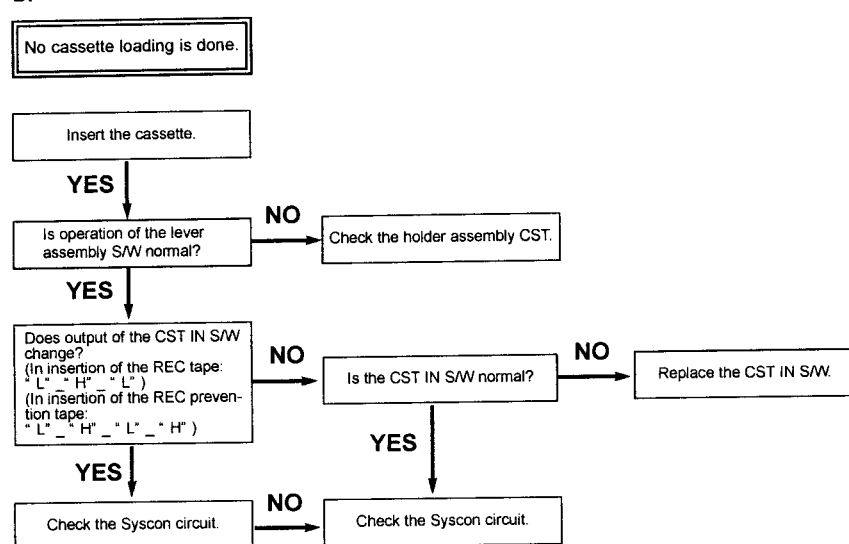 No cassette loading is done.
Insert the cassette.
YES
Is operation of the lever
assembly S/W normal?
NO
Check the holder assembly CST.
YES
Does output of the CST IN S/W
change?
(In insertion of the REC tape:
“ L” _ “ H” _ “ L” )
(In insertion of the REC preven-
tion tape:
“ L” _ “ H” _ “ L” _ “ H” )
NO
Is the CST IN S/W normal?
NO
Replace the CST IN S/W.
YES
YES
Check the Syscon circuit.
NO
Check the Syscon circuit.